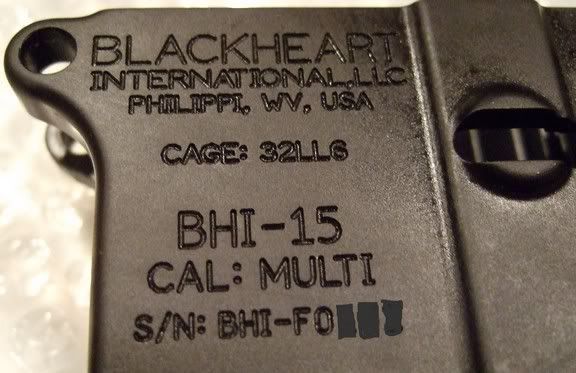 BLACKHEART
INTERNATIONAL, LLC
PHILIPPI, WV, USA
CAGE: 32LL6
BHI-15
CAL: MULTI
S/N: BHI-F0